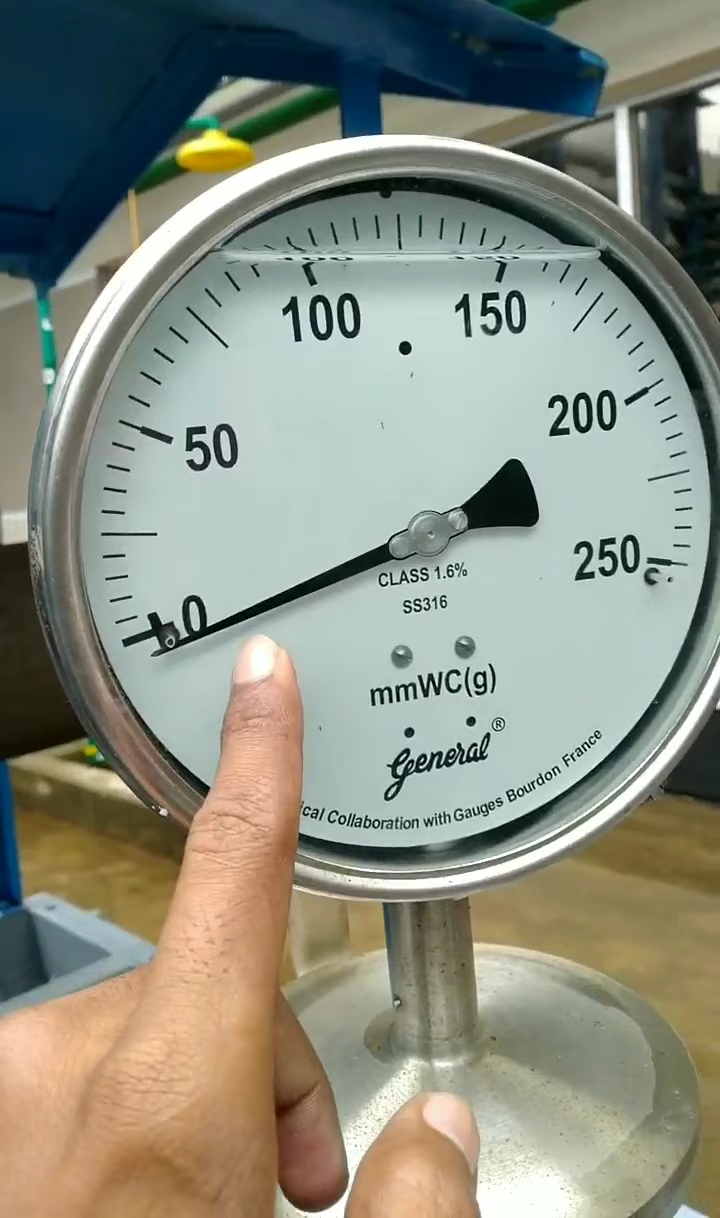 100 150
50 200
0 250
CLASS 1.6%
SS316
mmWC(g)
General®
ical Collaboration with Gauges Bourdon France